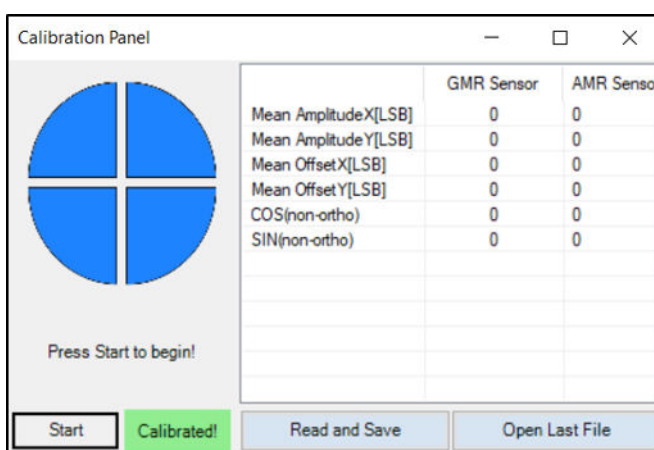 Calibration Panel
GMR Sensor AMR Senso
Mean AmplitudeX[LSB] 0 0
Mean AmplitudeY[LSB] 0 0
Mean OffsetX[LSB] 0 0
Mean OffsetY[LSB] 0 0
COS(non-ortho) 0 0
SIN(non-ortho) 0 0
Press Start to begin!
Start Calibrated! Read and Save Open Last File